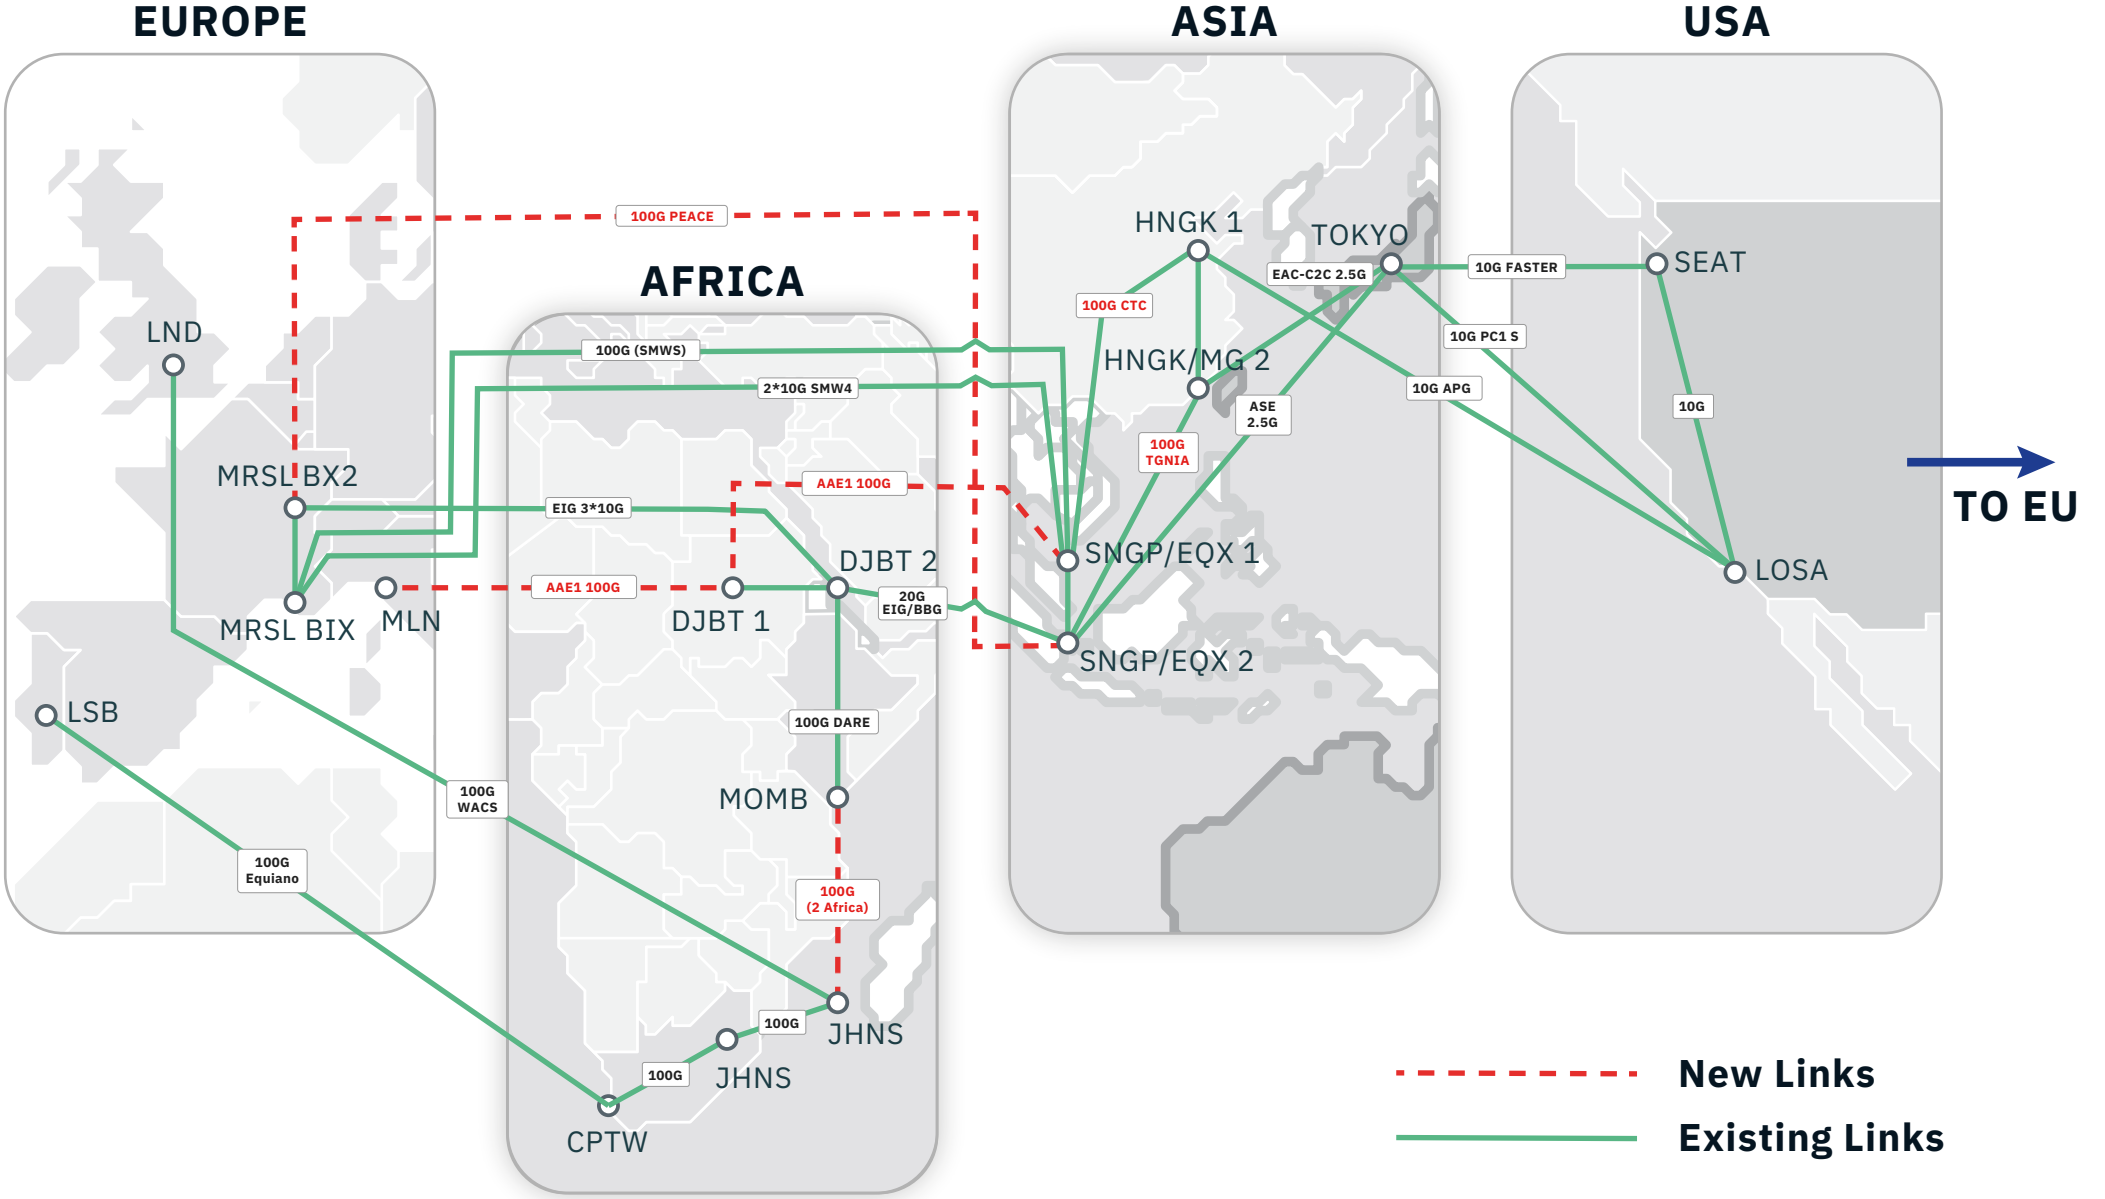 EUROPE
ASIA
USA
AFRICA
100G PEACE
HNGK 1
TOKYO
EAC-C2C 2.5G
10G FASTER
SEAT
100G CTC
LND
10G PC1 S
100G (SMWS)
HNGK/MG 2
2*10G SMW4
10G APG
ASE
2.5G
10G
100G
TGNIA
MRSL BX2
AAE1 100G
EIG 3*10G
TO EU
SNGP/EQX 1
DJBT 2
LOSA
AAE1 100G
20G
EIG/BBG
MLN
DJBT 1
MRSL BIX
SNGP/EQX 2
LSB
100G DARE
100G
WACS
MOMB
100G
Equiano
100G
(2 Africa)
100G
JHNS
100G
JHNS
CPTW
New Links
Existing Links